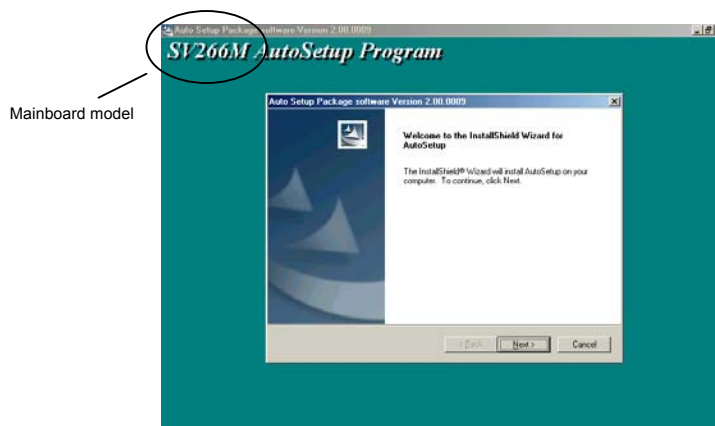 Auto Setup Package software Version 2.00.0009
SV266M AutoSetup Program
Mainboard model
Auto Setup Package software Version 2.00.0009
Welcome to the InstallShield Wizard for
AutoSetup
The InstallShield® Wizard will install AutoSetup on your
computer. To continue, click Next.
< Back
Next >
Cancel